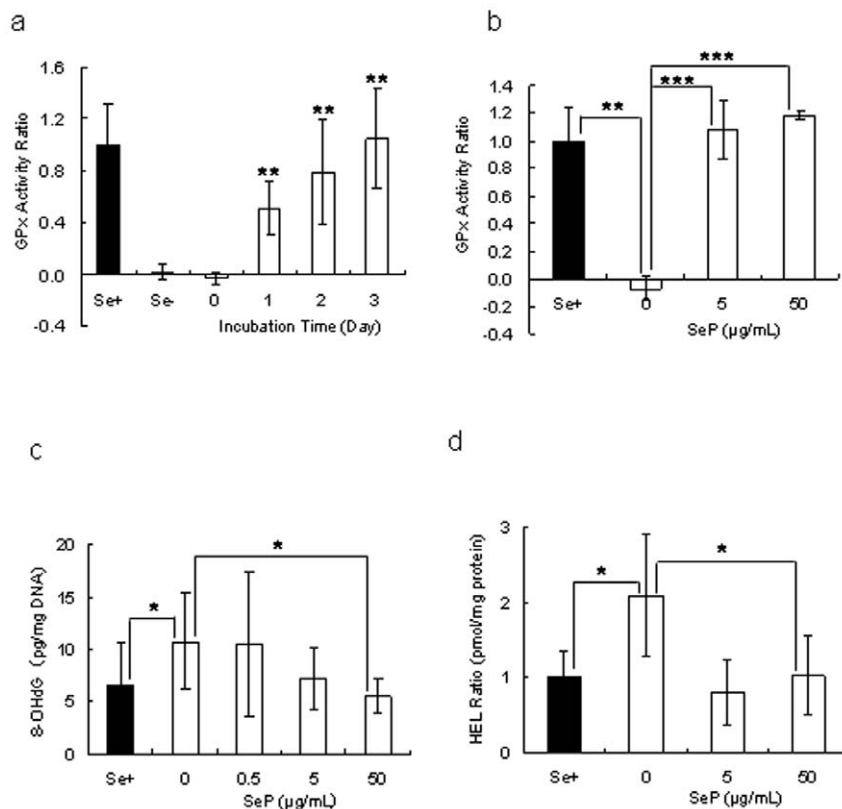 a
1.6
1.2
0.8
0.4
0.0
-0.4
GPx Activity Ratio
** ** **
Se+ Se- 0 1 2 3
Incubation Time (Day)
b
1.4
1.2
1.0
0.8
0.6
0.4
0.2
0.0
-0.2
-0.4
GPx Activity Ratio
***
***
**
Se+ 0 5 50
SeP (µg/mL)
c
20
15
10
5
0
8-OHdG (pg/mg DNA)
*
*
Se+ 0 0.5 5 50
SeP (µg/mL)
d
3
2
1
0
HEL Ratio (pmol/mg protein)
*
*
Se+ 0 5 50
SeP (µg/mL)